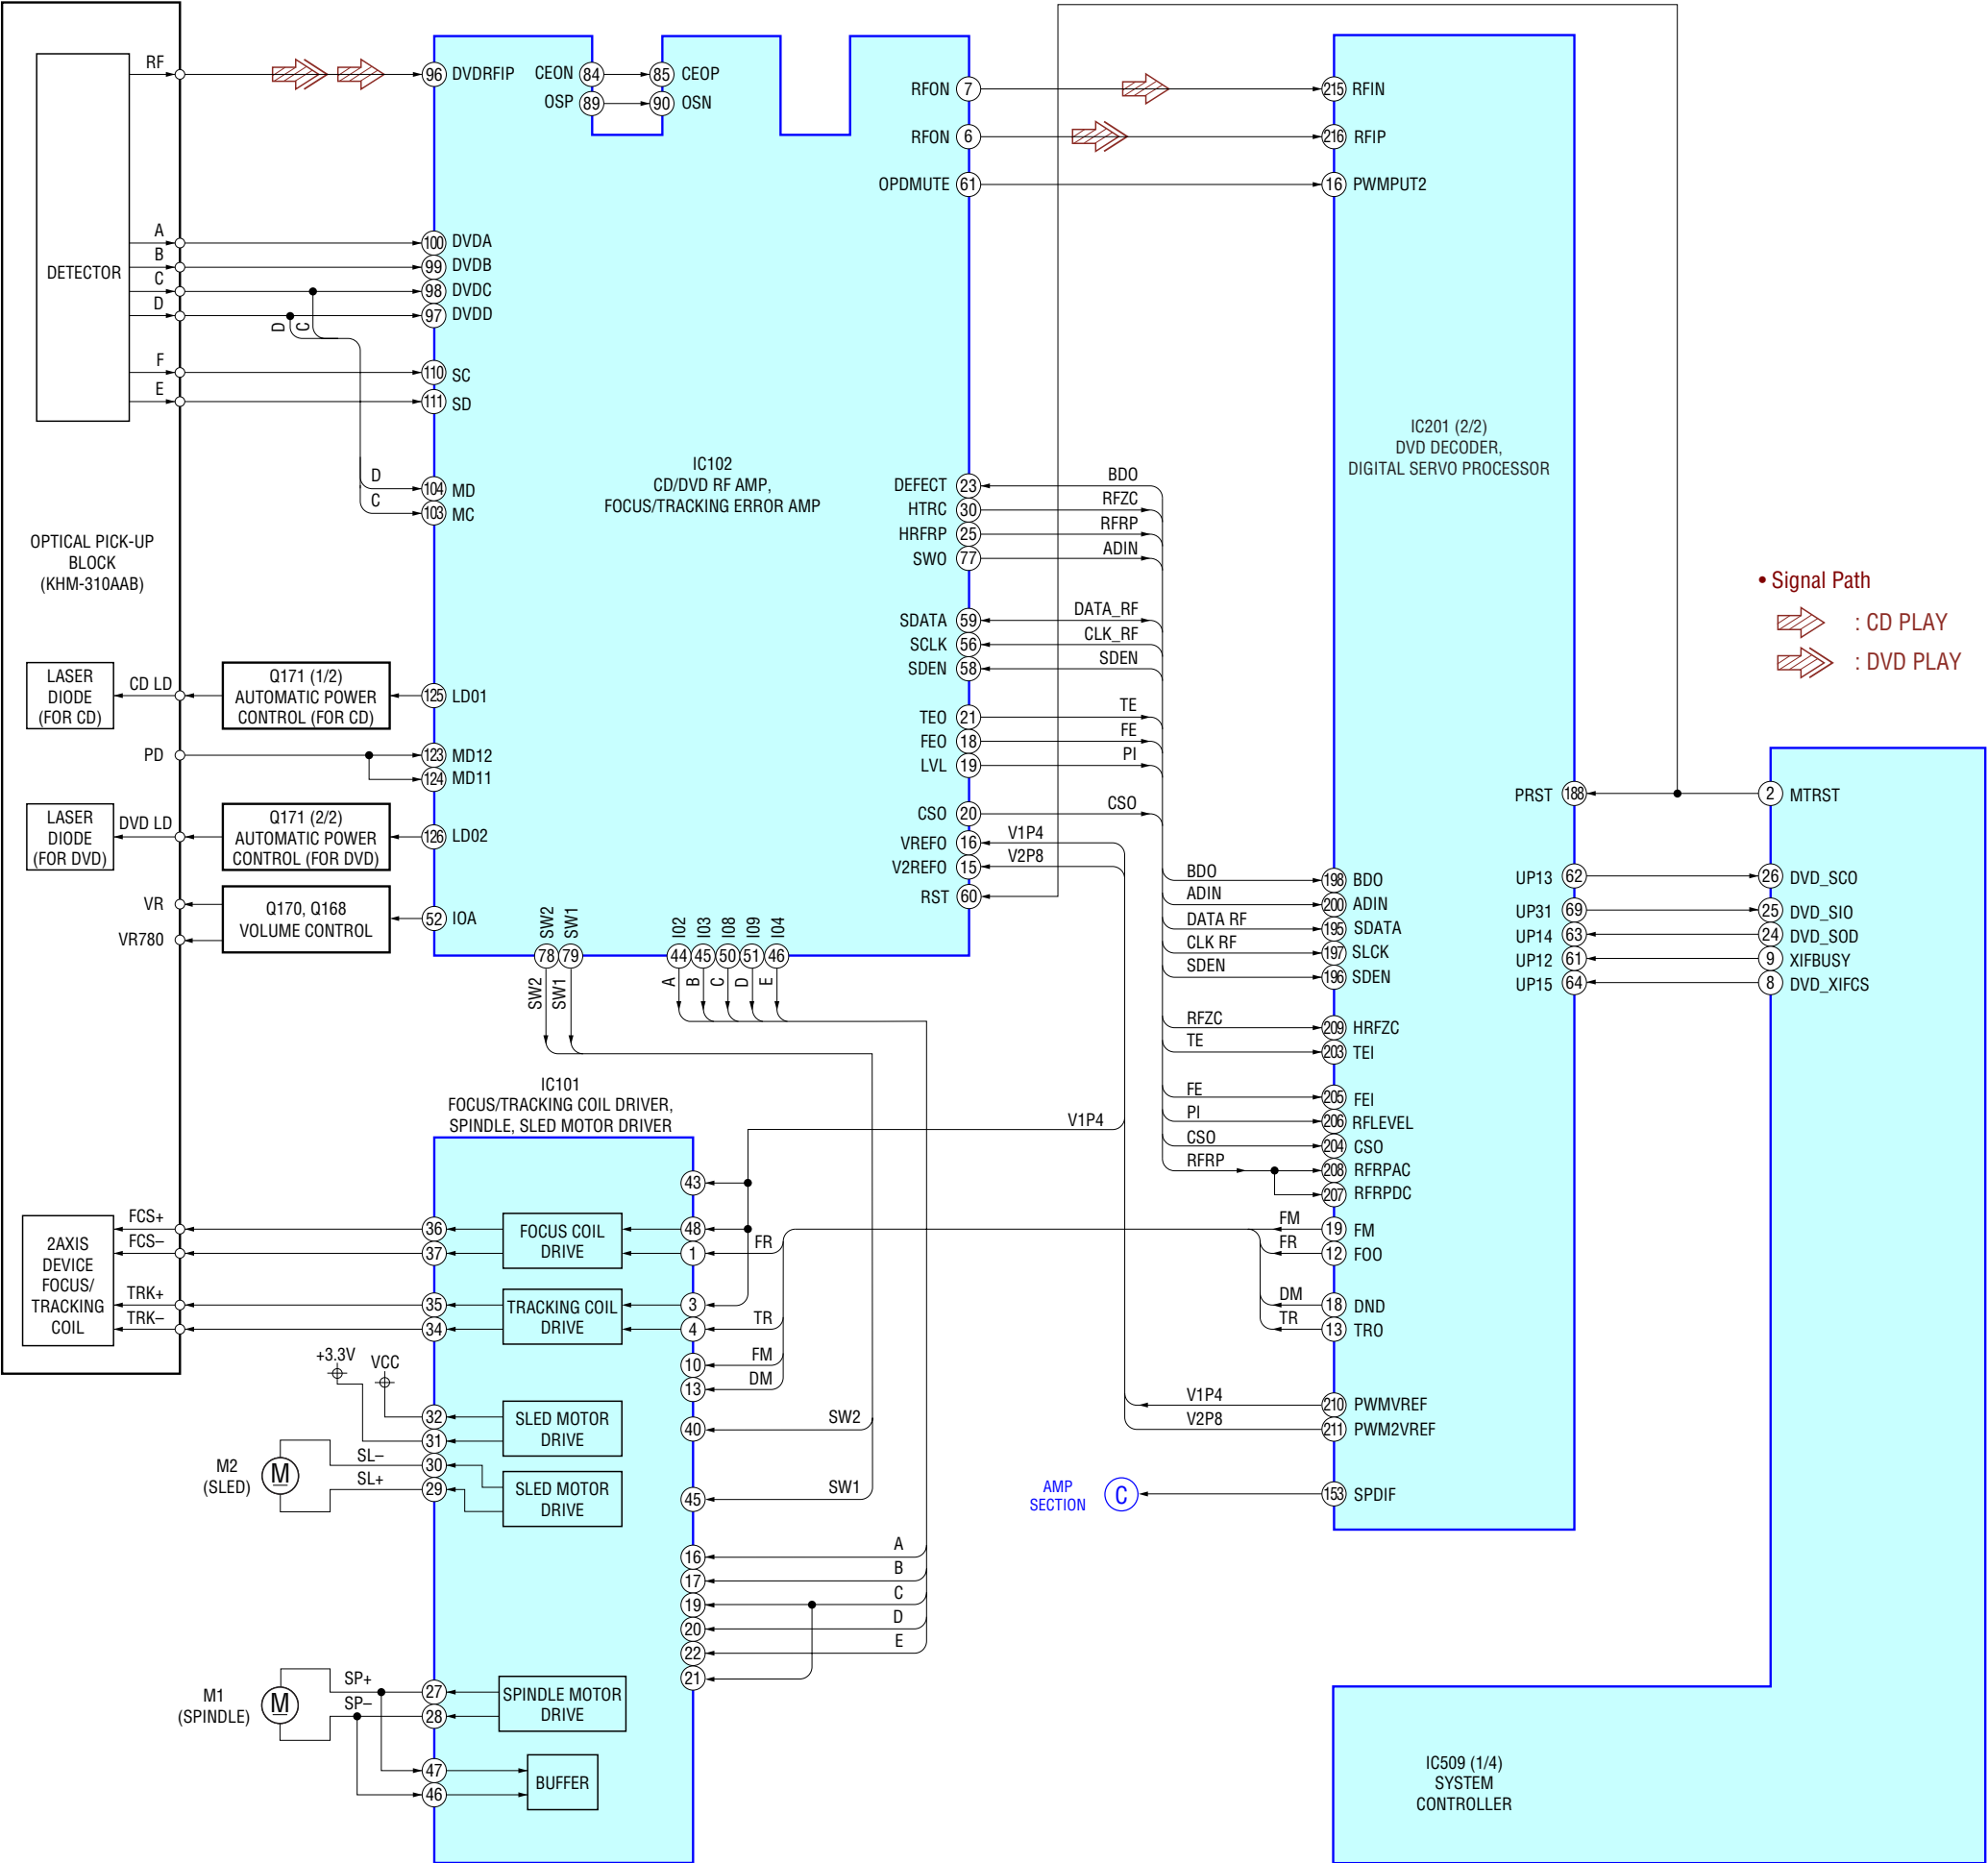 RF
96 DVDRFIP
CEON 84
85 CEOP
OSP 89
90 OSN
RFON 7
215 RFIN
RFON 6
216 RFIP
OPDMUTE 61
16 PWMPUT2
DETECTOR
A
100 DVDA
B
99 DVDB
C
98 DVDC
D
97 DVDD
D
C
F
110 SC
E
111 SD
D
104 MD
C
103 MC
IC102
CD/DVD RF AMP,
FOCUS/TRACKING ERROR AMP
IC201 (2/2)
DVD DECODER,
DIGITAL SERVO PROCESSOR
DEFECT 23
BDO
HTRC 30
RFZC
HRFRP 25
RFRP
SWO 77
ADIN
OPTICAL PICK-UP
BLOCK
(KHM-310AAB)
• Signal Path
: CD PLAY
: DVD PLAY
SDATA 59
DATA_RF
SCLK 56
CLK_RF
SDEN 58
SDEN
LASER
DIODE
(FOR CD)
CD LD
Q171 (1/2)
AUTOMATIC POWER
CONTROL (FOR CD)
125 LD01
TEO 21
TE
FEO 18
FE
LVL 19
PI
PD
123 MD12
124 MD11
LASER
DIODE
(FOR DVD)
DVD LD
Q171 (2/2)
AUTOMATIC POWER
CONTROL (FOR DVD)
126 LD02
CSO 20
CSO
VREFO 16
V1P4
V2REFO 15
V2P8
RST 60
PRST 188
2 MTRST
VR
VR780
Q170, Q168
VOLUME CONTROL
52 IOA
SW2
78
SW1
79
I02
44
I03
45
I08
50
I09
51
I04
46
SW2
SW1
A
B
C
D
E
BDO
198 BDO
ADIN
200 ADIN
DATA RF
195 SDATA
CLK RF
197 SLCK
SDEN
196 SDEN
UP13 62
26 DVD_SCO
UP31 69
25 DVD_SIO
UP14 63
24 DVD_SOD
UP12 61
9 XIFBUSY
UP15 64
8 DVD_XIFCS
RFZC
209 HRFZC
TE
203 TEI
FE
205 FEI
PI
206 RFLEVEL
CSO
204 CSO
RFRP
208 RFRPAC
207 RFRPDC
IC101
FOCUS/TRACKING COIL DRIVER,
SPINDLE, SLED MOTOR DRIVER
V1P4
43
2AXIS
DEVICE
FOCUS/
TRACKING
COIL
FCS+
36
FCS–
37
FOCUS COIL
DRIVE
48
1
FR
FM
19 FM
FR
12 FOO
TRK+
35
TRK–
34
TRACKING COIL
DRIVE
3
4
TR
DM
18 DND
TR
13 TRO
10
FM
13
DM
+3.3V
VCC
32
31
SLED MOTOR
DRIVE
40
SW2
V1P4
210 PWMVREF
V2P8
211 PWM2VREF
M2
(SLED)
M
SL–
30
SL+
29
SLED MOTOR
DRIVE
45
SW1
AMP
SECTION
C
153 SPDIF
16
A
17
B
19
C
20
D
22
E
21
M1
(SPINDLE)
M
SP+
27
SP–
28
SPINDLE MOTOR
DRIVE
47
46
BUFFER
IC509 (1/4)
SYSTEM
CONTROLLER